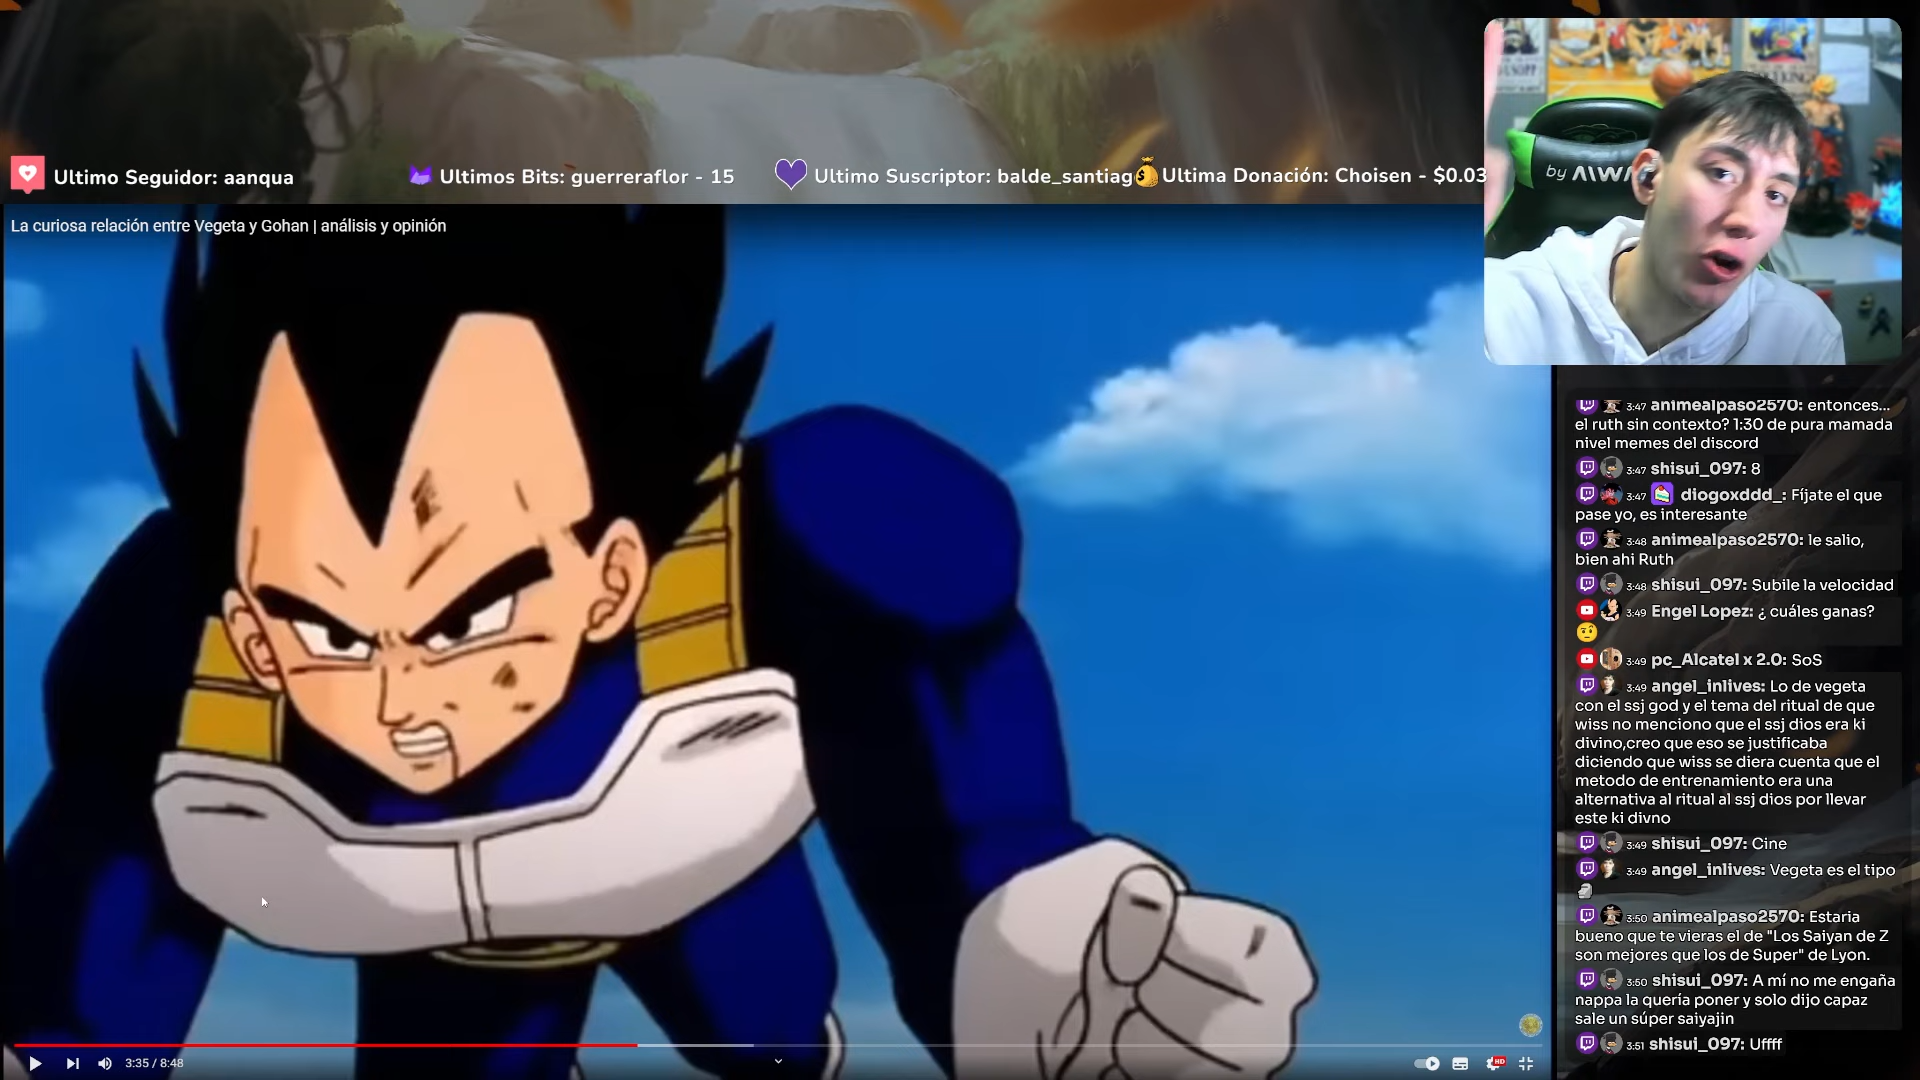 Ultimo Seguidor: aanqua
Ultimos Bits: guerreraflor - 15
Ultimo Suscriptor: balde_santiag
Ultima Donación: Choisen - $0.03
by AIW
La curiosa relación entre Vegeta y Gohan | análisis y opinión
3:47 animealpaso2570: entonces...
el ruth sin contexto? 1:30 de pura mamada
nivel memes del discord
3:47 shisui_097: 8
3:47 diogoxddd_: Fíjate el que
pase yo, es interesante
3:48 animealpaso2570: le salio,
bien ahi Ruth
3:48 shisui_097: Subile la velocidad
3:49 Engel Lopez: ¿ cuáles ganas?
🤨
3:49 pc_Alcatel x 2.0: SoS
3:49 angel_inlives: Lo de vegeta
con el ssj god y el tema del ritual de que
wiss no menciono que el ssj dios era ki
divino,creo que eso se justificaba
diciendo que wiss se diera cuenta que el
metodo de entrenamiento era una
alternativa al ritual al ssj dios por llevar
este ki divno
3:49 shisui_097: Cine
3:49 angel_inlives: Vegeta es el tipo
🗿
3:50 animealpaso2570: Estaria
bueno que te vieras el de "Los Saiyan de Z
son mejores que los de Super" de Lyon.
3:50 shisui_097: A mí no me engaña
nappa la quería poner y solo dijo capaz
sale un súper saiyajin
3:51 shisui_097: Uffff
3:35 / 8:48
HD